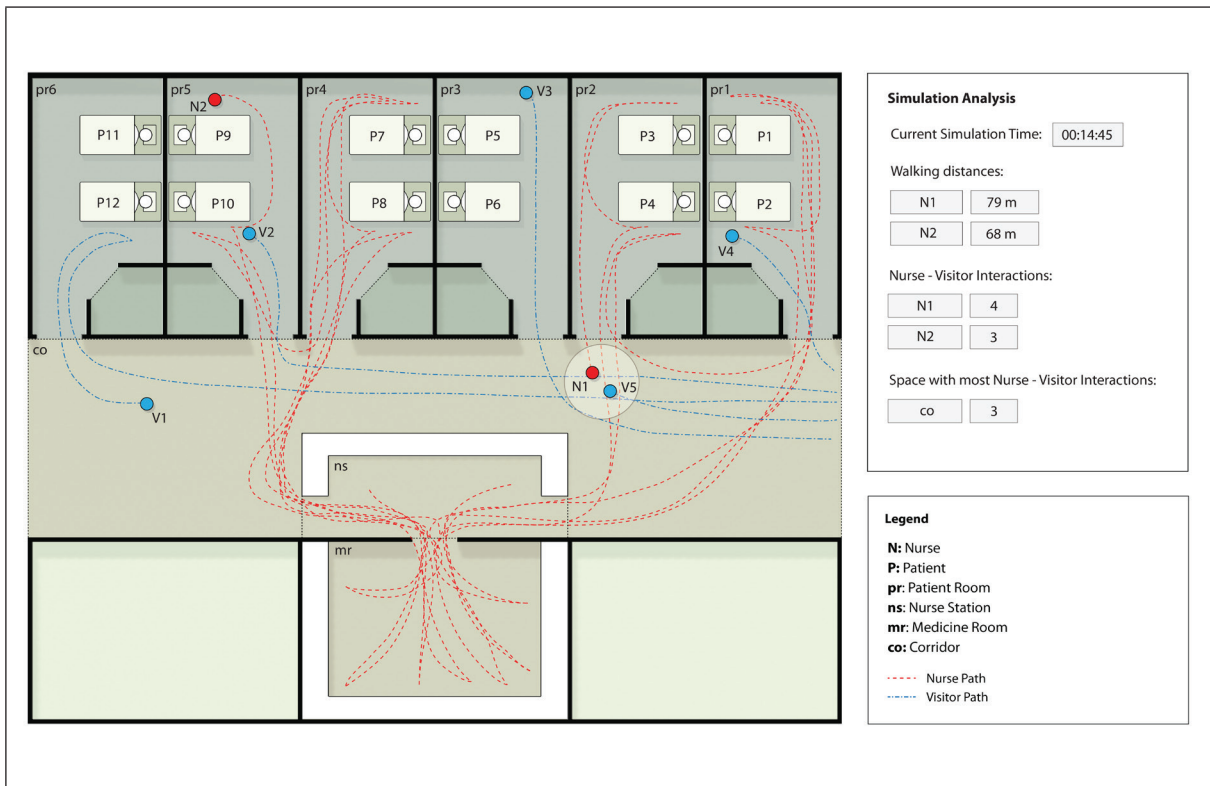 pr6
pr5
pr4
pr3
pr2
pr1
N2
V3
P11
P9
P7
P5
P3
P1
P12
P10
P8
P6
P4
P2
V2
V4
co
N1
V5
V1
ns
mr
Simulation Analysis
Current Simulation Time: 00:14:45
Walking distances:
N1 79 m
N2 68 m
Nurse - Visitor Interactions:
N1 4
N2 3
Space with most Nurse - Visitor Interactions:
co 3
Legend
N: Nurse
P: Patient
pr: Patient Room
ns: Nurse Station
mr: Medicine Room
co: Corridor
Nurse Path
Visitor Path